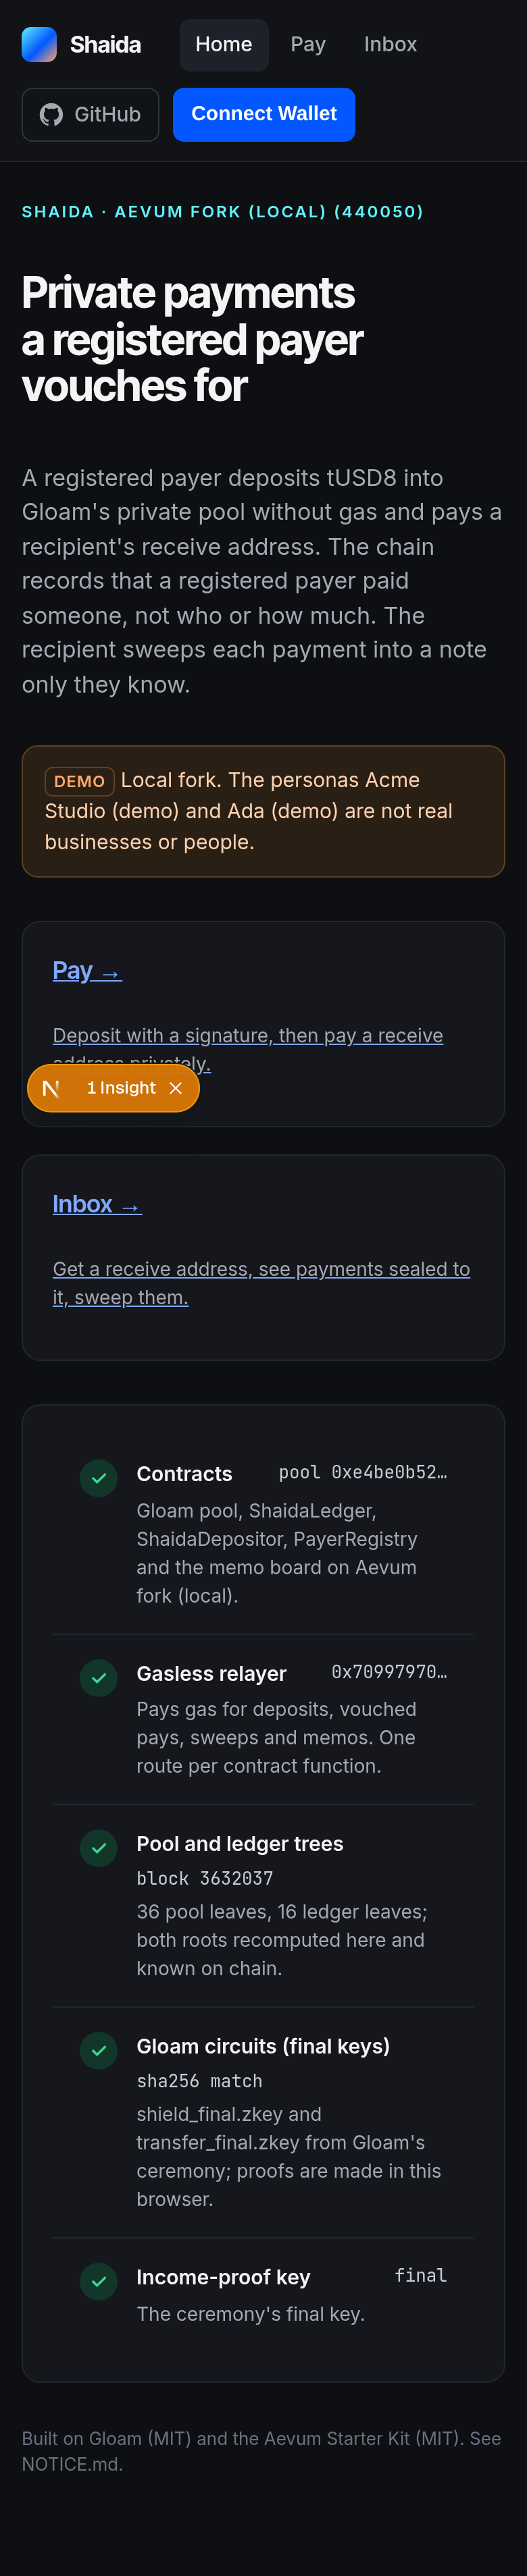 Shaida
Home
Pay
Inbox
GitHub
Connect Wallet
SHAIDA · AEVUM FORK (LOCAL) (440050)
Private payments
a registered payer
vouches for
A registered payer deposits tUSD8 into
Gloam's private pool without gas and pays a
recipient's receive address. The chain
records that a registered payer paid
someone, not who or how much. The
recipient sweeps each payment into a note
only they know.
DEMO Local fork. The personas Acme
Studio (demo) and Ada (demo) are not real
businesses or people.
Pay →
Deposit with a signature, then pay a receive
address privately.
1 Insight
Inbox →
Get a receive address, see payments sealed to
it, sweep them.
Contracts pool 0xe4be0b52…
Gloam pool, ShaidaLedger,
ShaidaDepositor, PayerRegistry
and the memo board on Aevum
fork (local).
Gasless relayer 0x70997970…
Pays gas for deposits, vouched
pays, sweeps and memos. One
route per contract function.
Pool and ledger trees
block 3632037
36 pool leaves, 16 ledger leaves;
both roots recomputed here and
known on chain.
Gloam circuits (final keys)
sha256 match
shield_final.zkey and
transfer_final.zkey from Gloam's
ceremony; proofs are made in this
browser.
Income-proof key final
The ceremony's final key.
Built on Gloam (MIT) and the Aevum Starter Kit (MIT). See
NOTICE.md.